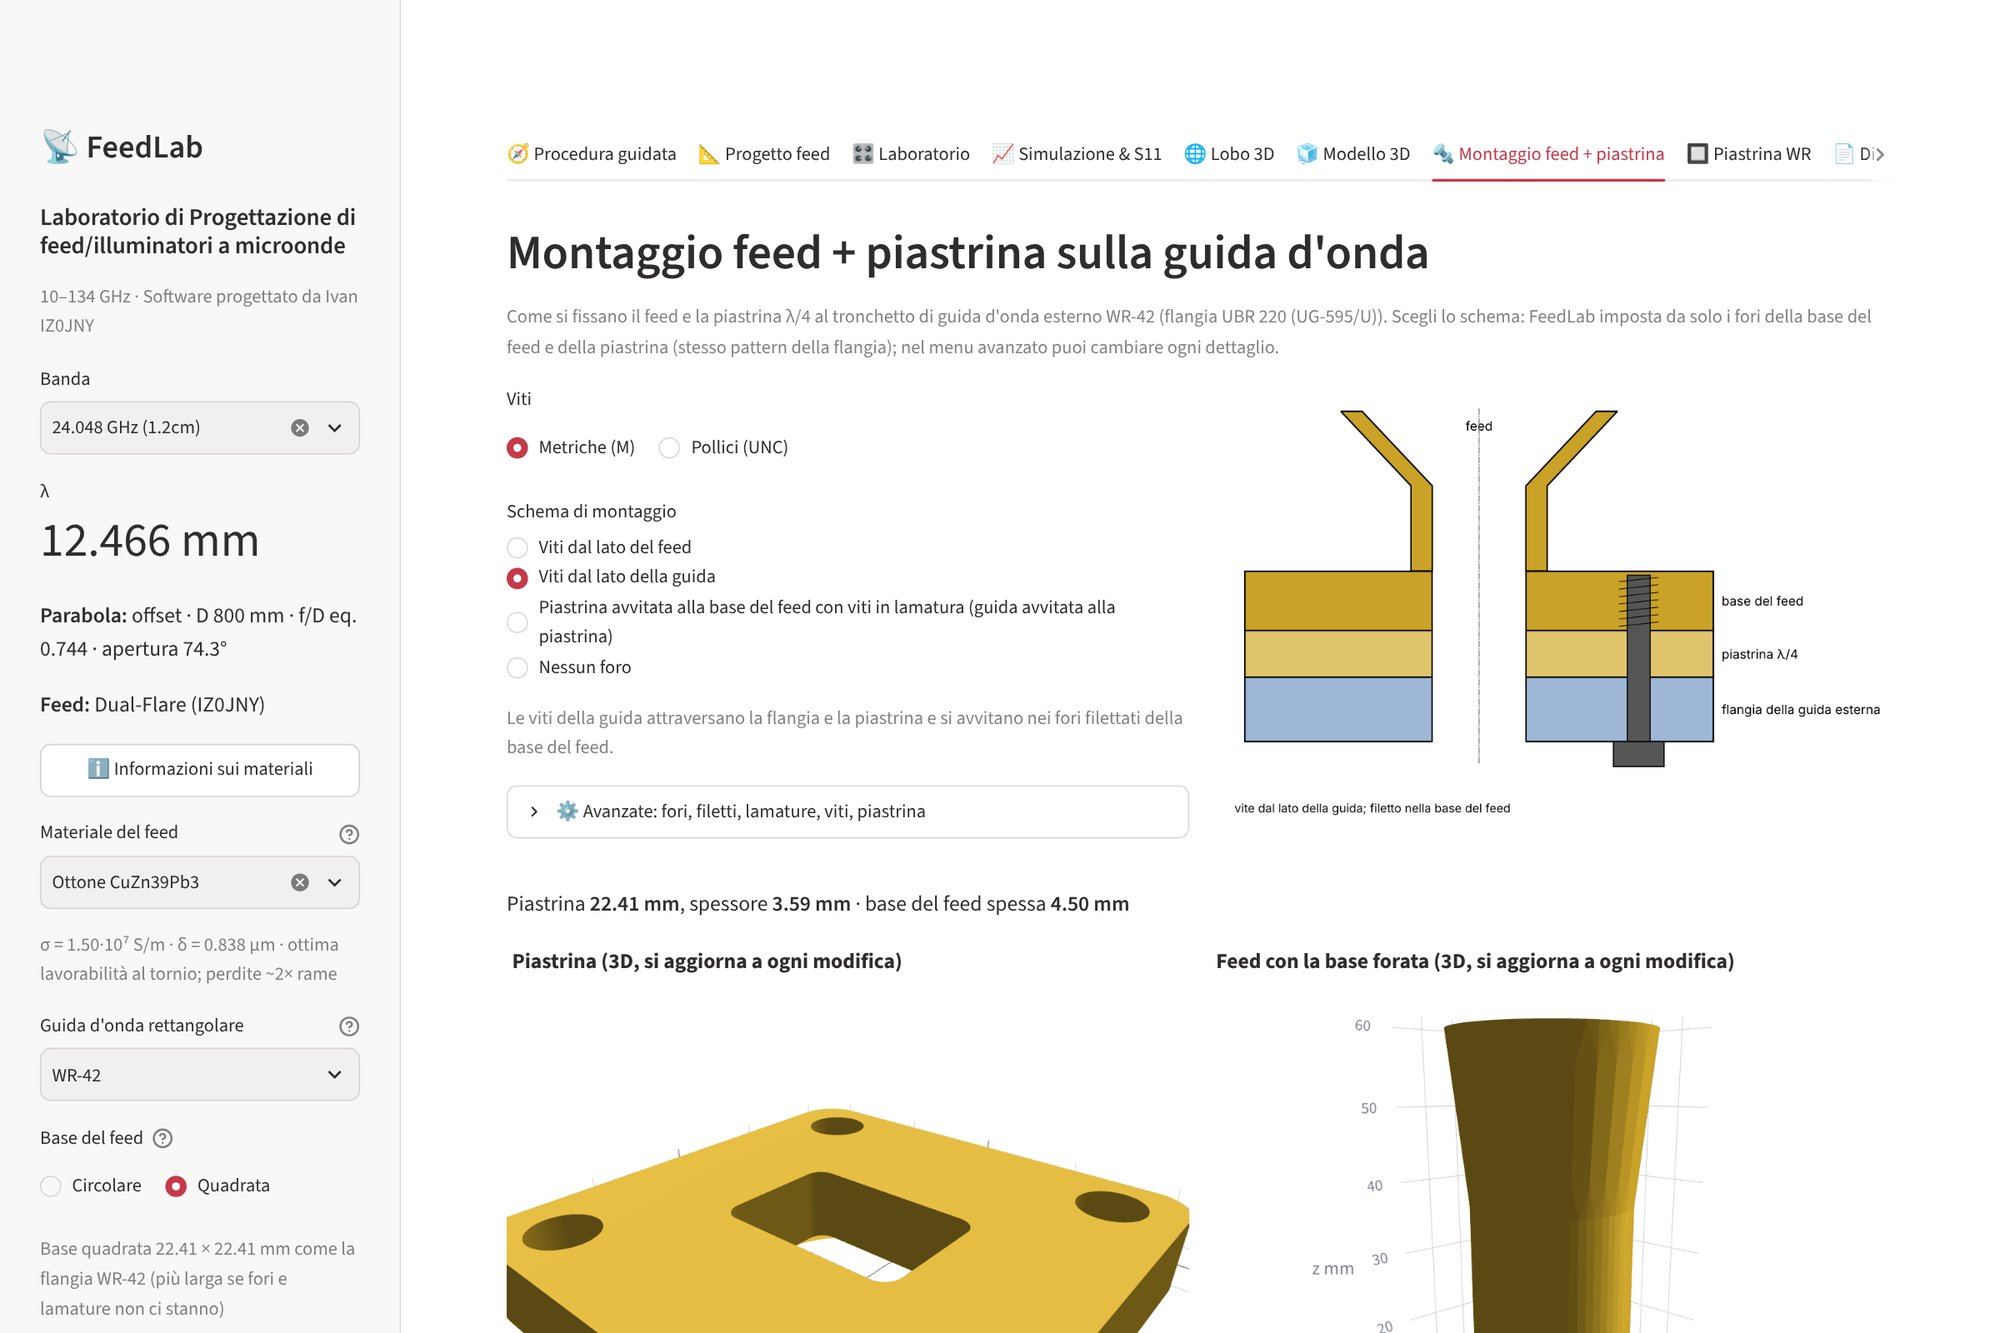 FeedLab
Laboratorio di Progettazione di
feed/illuminatori a microonde
10–134 GHz · Software progettato da Ivan
IZ0JNY
Banda
24.048 GHz (1.2cm)
λ
12.466 mm
Parabola: offset · D 800 mm · f/D eq.
0.744 · apertura 74.3°
Feed: Dual-Flare (IZ0JNY)
Informazioni sui materiali
Materiale del feed
Ottone CuZn39Pb3
σ = 1.50·10⁷ S/m · δ = 0.838 µm · ottima
lavorabilità al tornio; perdite ~2× rame
Guida d'onda rettangolare
WR-42
Base del feed
Circolare Quadrata
Base quadrata 22.41 × 22.41 mm come la
flangia WR-42 (più larga se fori e
lamature non ci stanno)
Procedura guidata Progetto feed Laboratorio Simulazione & S11 Lobo 3D Modello 3D Montaggio feed + piastrina Piastrina WR Di
Montaggio feed + piastrina sulla guida d'onda
Come si fissano il feed e la piastrina λ/4 al tronchetto di guida d'onda esterno WR-42 (flangia UBR 220 (UG-595/U)). Scegli lo schema: FeedLab imposta da solo i fori della base del
feed e della piastrina (stesso pattern della flangia); nel menu avanzato puoi cambiare ogni dettaglio.
Viti
Metriche (M) Pollici (UNC)
Schema di montaggio
Viti dal lato del feed
Viti dal lato della guida
Piastrina avvitata alla base del feed con viti in lamatura (guida avvitata alla
piastrina)
Nessun foro
Le viti della guida attraversano la flangia e la piastrina e si avvitano nei fori filettati della
base del feed.
Avanzate: fori, filetti, lamature, viti, piastrina
feed
base del feed
piastrina λ/4
flangia della guida esterna
vite dal lato della guida; filetto nella base del feed
Piastrina 22.41 mm, spessore 3.59 mm · base del feed spessa 4.50 mm
Piastrina (3D, si aggiorna a ogni modifica)
Feed con la base forata (3D, si aggiorna a ogni modifica)
60
50
40
z mm 30
20